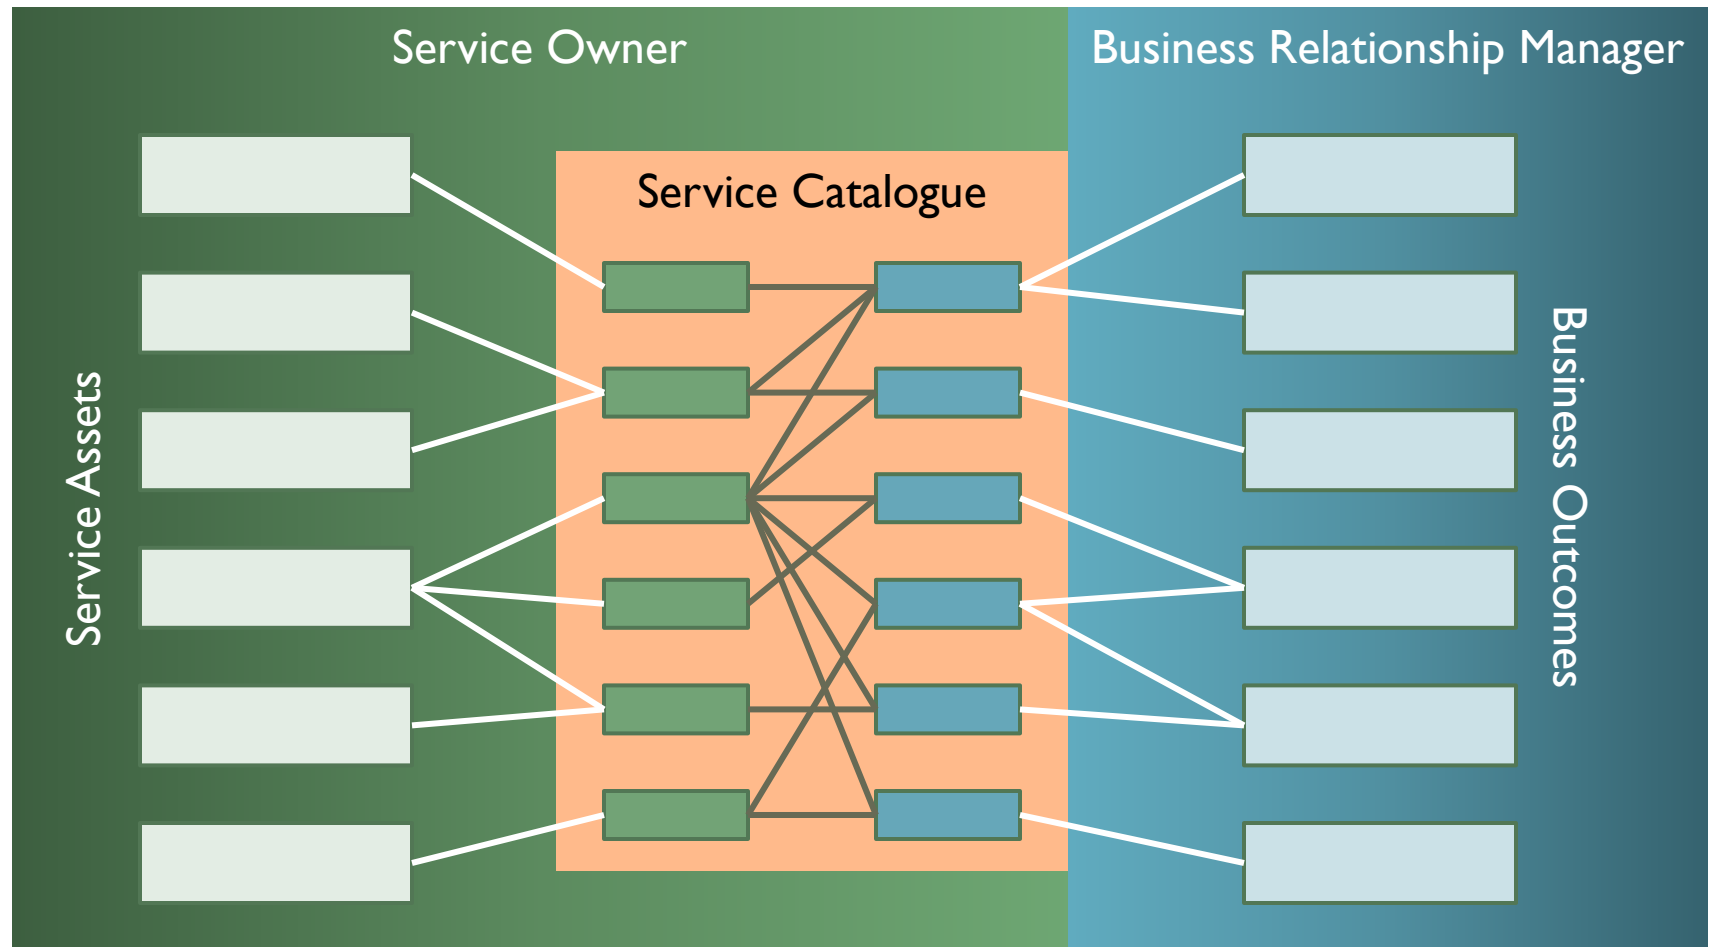 Service Owner
Business Relationship Manager
Service Catalogue
Service Assets
Business Outcomes